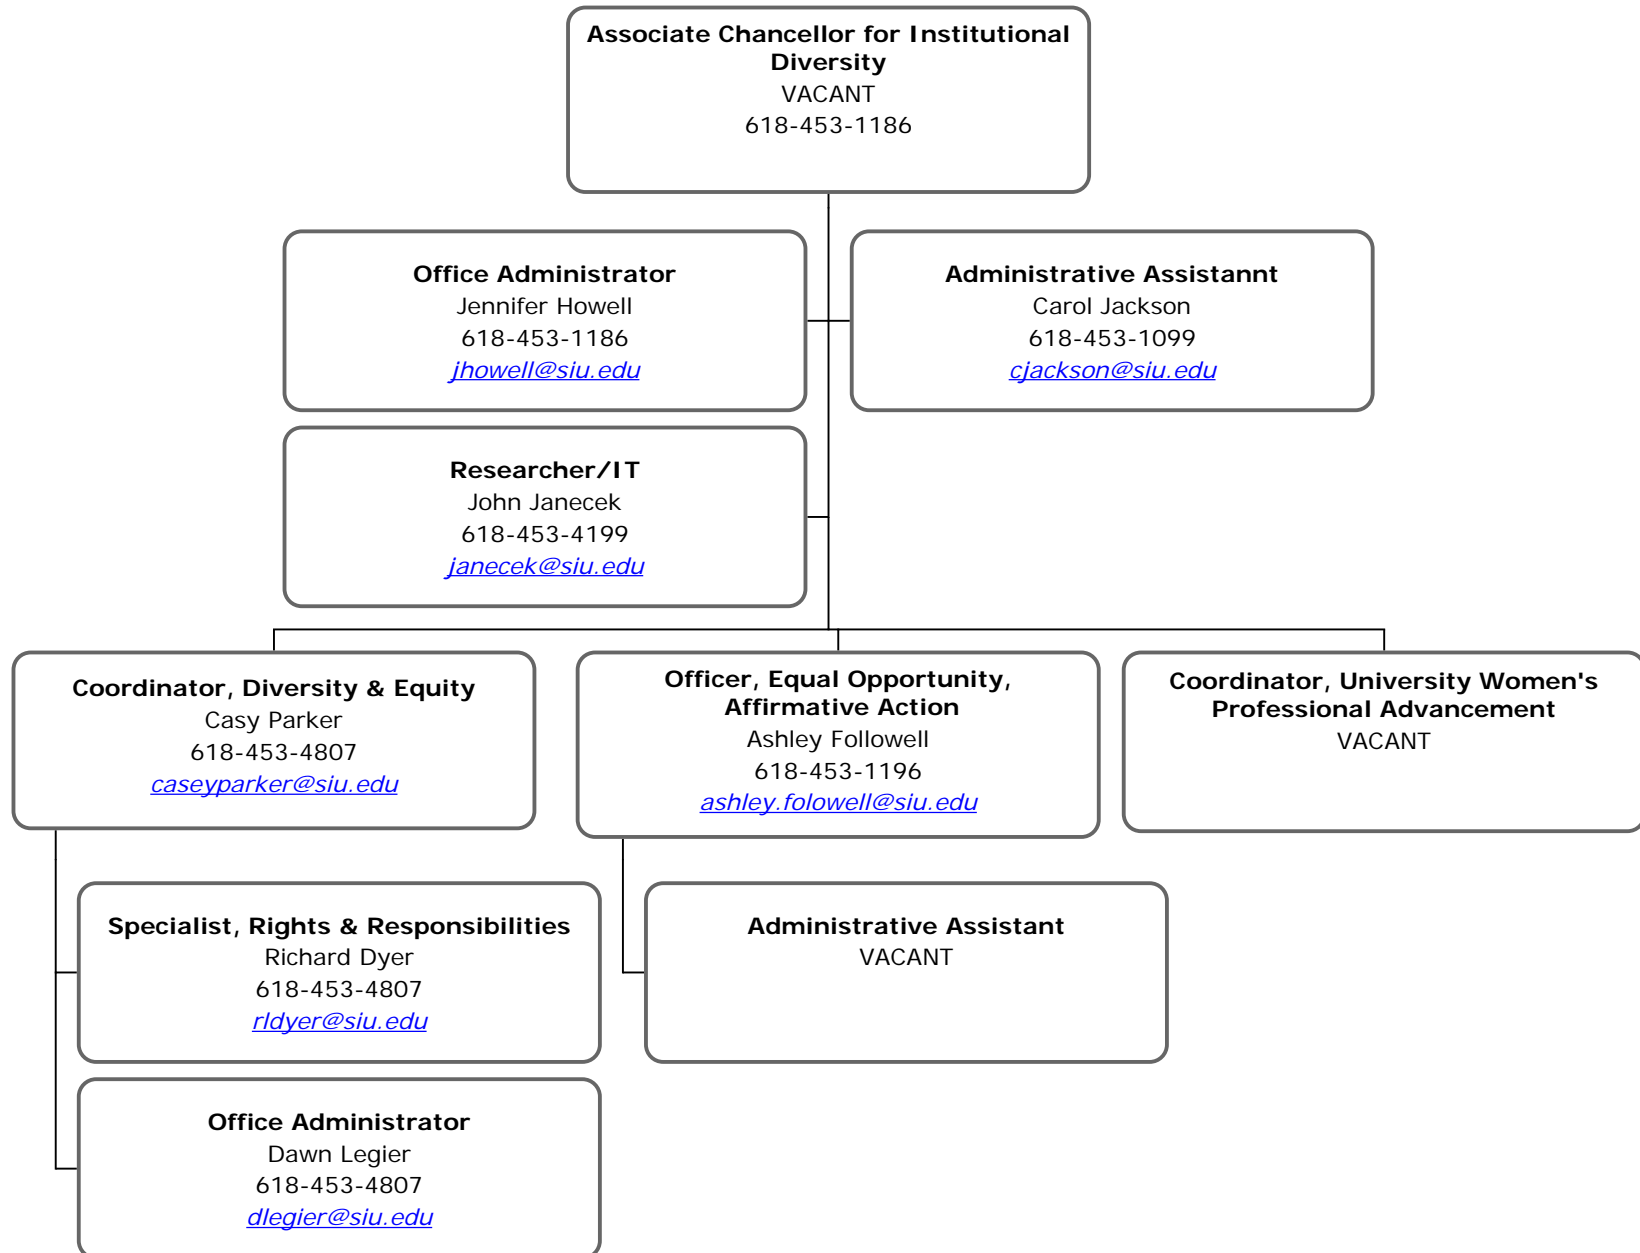 Associate Chancellor for Institutional
Diversity
VACANT
618-453-1186
Office Administrator
Jennifer Howell
618-453-1186
jhowell@siu.edu
Administrative Assistannt
Carol Jackson
618-453-1099
cjackson@siu.edu
Researcher/IT
John Janecek
618-453-4199
janecek@siu.edu
Coordinator, Diversity & Equity
Casy Parker
618-453-4807
caseyparker@siu.edu
Officer, Equal Opportunity,
Affirmative Action
Ashley Followell
618-453-1196
ashley.folowell@siu.edu
Coordinator, University Women's
Professional Advancement
VACANT
Specialist, Rights & Responsibilities
Richard Dyer
618-453-4807
rldyer@siu.edu
Administrative Assistant
VACANT
Office Administrator
Dawn Legier
618-453-4807
dlegier@siu.edu